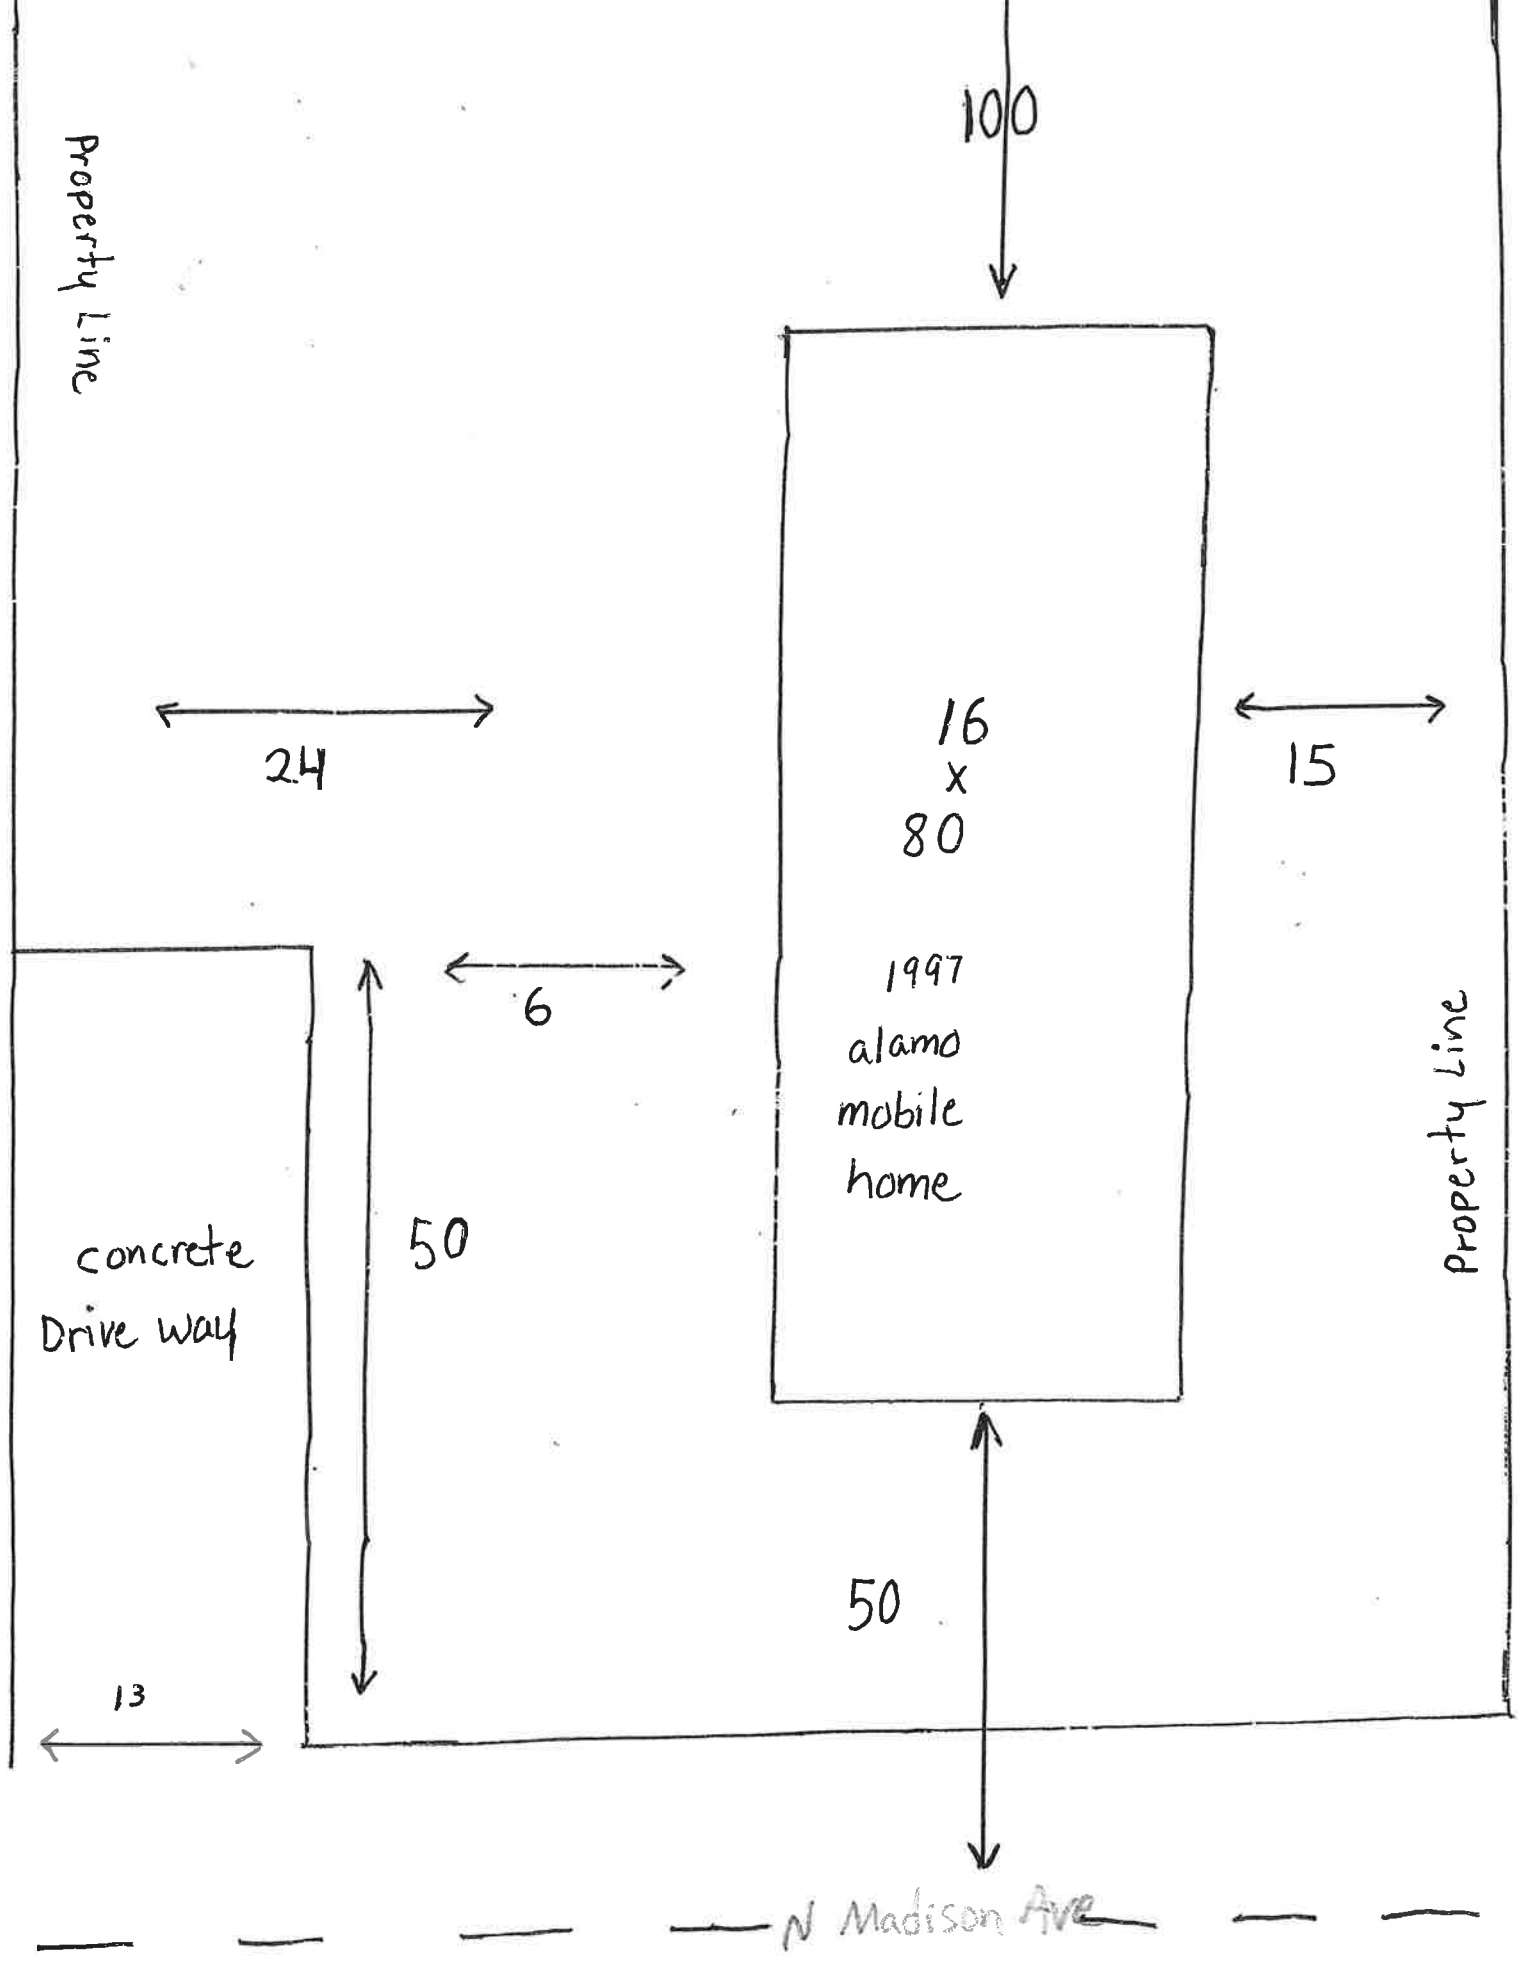 100
Property Line
24
16
x
80
15
6
1997
alamo
mobile
home
Property Line
50
concrete
Drive way
50
13
N Madison Ave